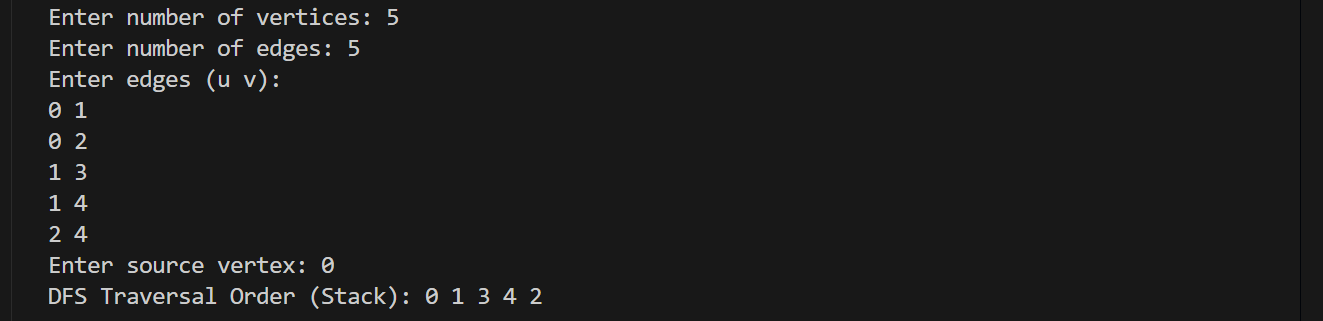 Enter number of vertices: 5
Enter number of edges: 5
Enter edges (u v):
0 1
0 2
1 3
1 4
2 4
Enter source vertex: 0
DFS Traversal Order (Stack): 0 1 3 4 2